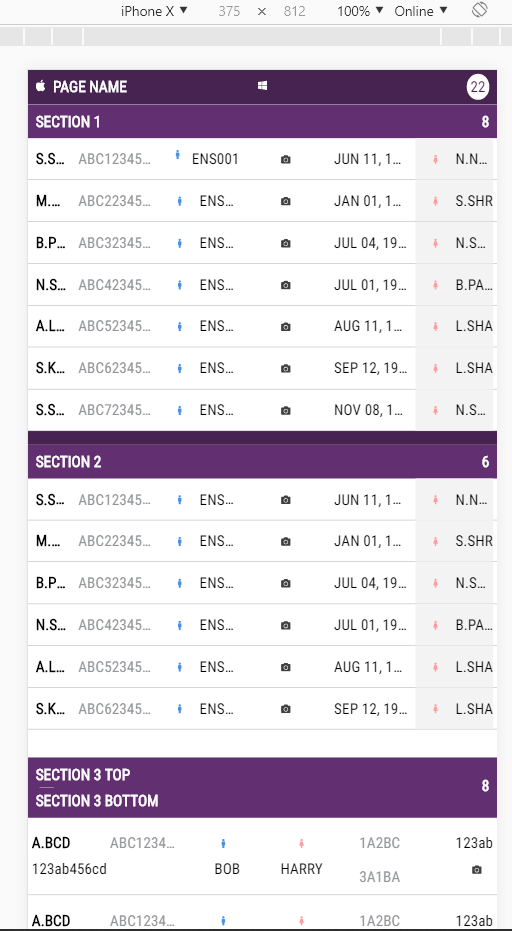 iPhone X ▼ 375 × 812 100% ▼ Online ▼
PAGE NAME 22
SECTION 1 8
S.S... ABC12345... ENS001 JUN 11, 1... N.N...
M.... ABC22345... ENS... JAN 01, 1... S.SHR
B.P... ABC32345... ENS... JUL 04, 19... N.S...
N.S... ABC42345... ENS... JUL 01, 19... B.PA...
A.L... ABC52345... ENS... AUG 11, 1... L.SHA
S.K... ABC62345... ENS... SEP 12, 19... L.SHA
S.S... ABC72345... ENS... NOV 08, 1... N.S...
SECTION 2 6
S.S... ABC12345... ENS... JUN 11, 1... N.N...
M.... ABC22345... ENS... JAN 01, 1... S.SHR
B.P... ABC32345... ENS... JUL 04, 19... N.S...
N.S... ABC42345... ENS... JUL 01, 19... B.PA...
A.L... ABC52345... ENS... AUG 11, 1... L.SHA
S.K... ABC62345... ENS... SEP 12, 19... L.SHA
SECTION 3 TOP 8
SECTION 3 BOTTOM
A.BCD ABC1234... 1A2BC 123ab
123ab456cd BOB HARRY 3A1BA
A.BCD ABC1234... 1A2BC 123ab